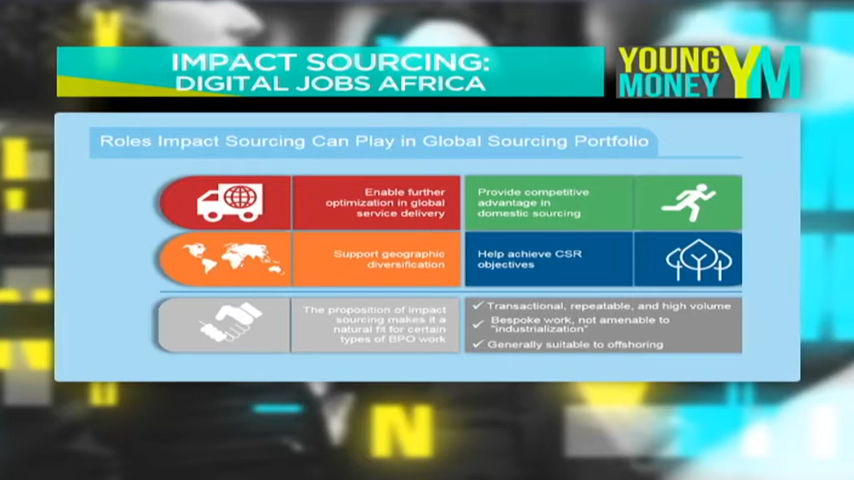 IMPACT SOURCING:
DIGITAL JOBS AFRICA
YOUNG
MONEY
YM
Roles Impact Sourcing Can Play in Global Sourcing Portfolio
Enable further
optimization in global
service delivery
Provide competitive
advantage in
domestic sourcing
Support geographic
diversification
Help achieve CSR
objectives
The proposition of impact
sourcing makes it a
natural fit for certain
types of BPO work
✓ Transactional, repeatable, and high volume
✓ Bespoke work, not amenable to
"industrialization"
✓ Generally suitable to offshoring
N